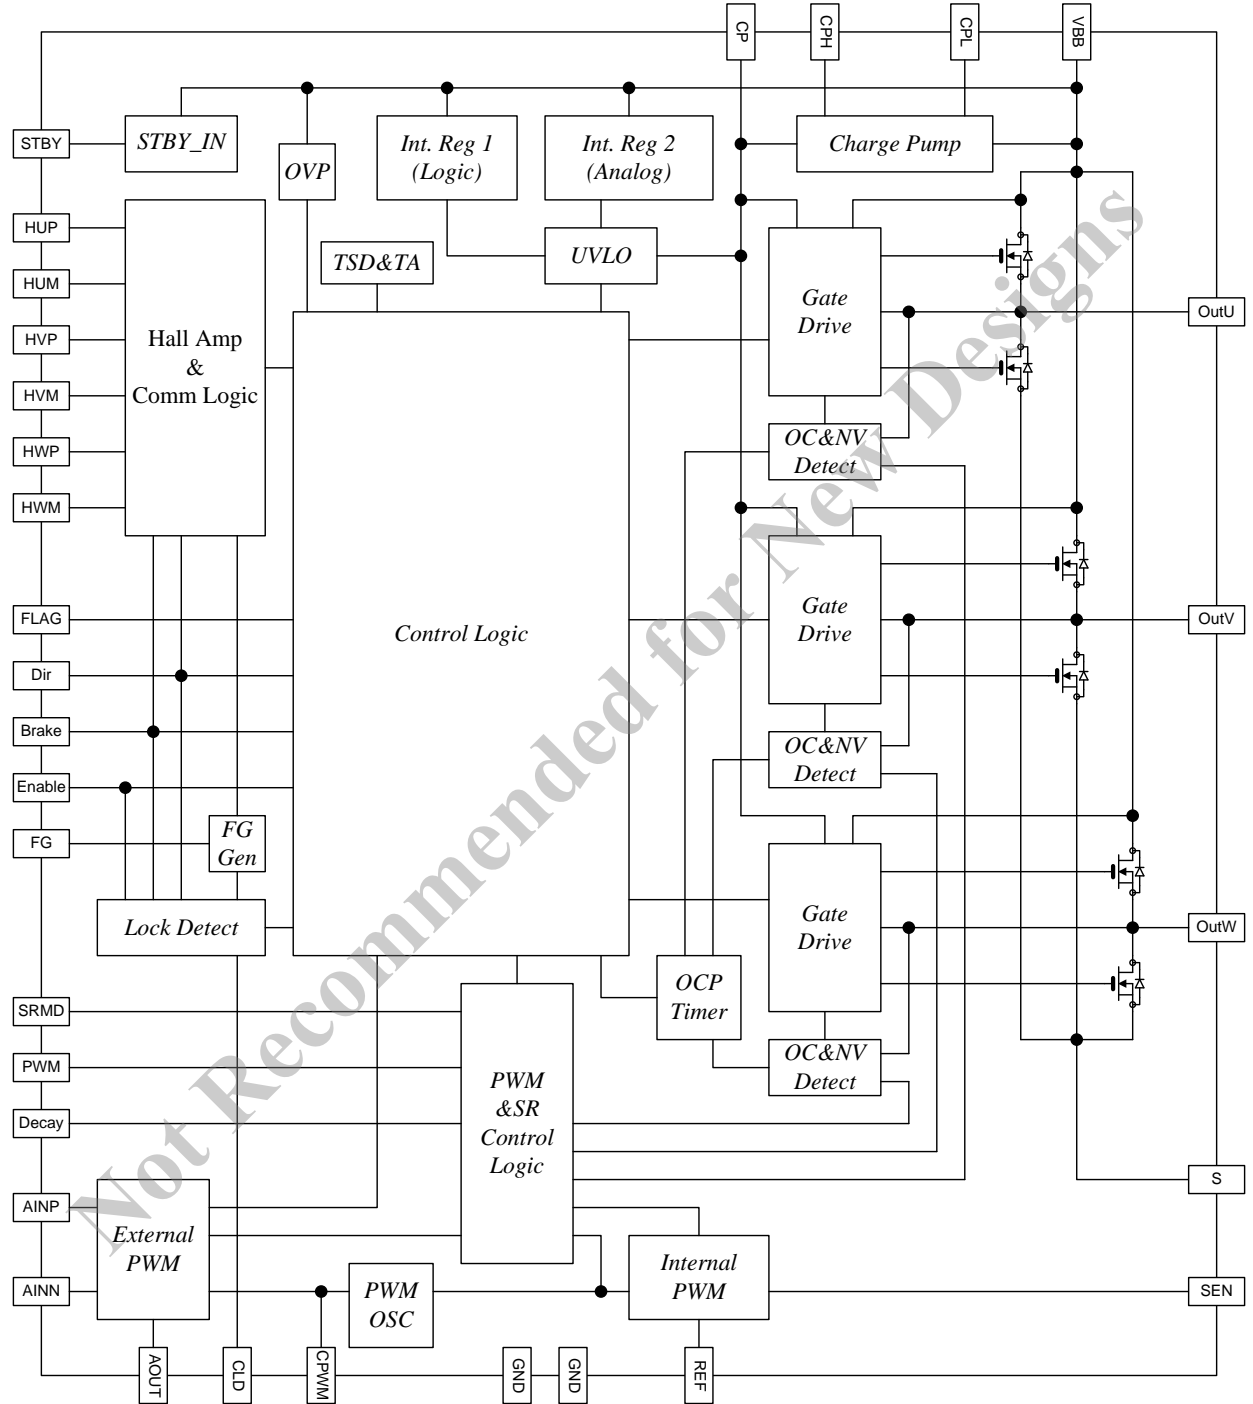 CP
CPH
CPL
VBB
STBY
STBY_IN
OVP
Int. Reg 1
(Logic)
Int. Reg 2
(Analog)
Charge Pump
HUP
HUM
HVP
HVM
HWP
HWM
Hall Amp
&
Comm Logic
TSD&TA
UVLO
Gate
Drive
OutU
OC&NV
Detect
FLAG
Dir
Brake
Enable
FG
Control Logic
Gate
Drive
OutV
OC&NV
Detect
FG
Gen
Lock Detect
Gate
Drive
OutW
OCP
Timer
OC&NV
Detect
SRMD
PWM
Decay
PWM
&SR
Control
Logic
AINP
AINN
External
PWM
PWM
OSC
Internal
PWM
S
SEN
AOUT
CLD
CPWM
GND
GND
REF
Not Recommended for New Designs